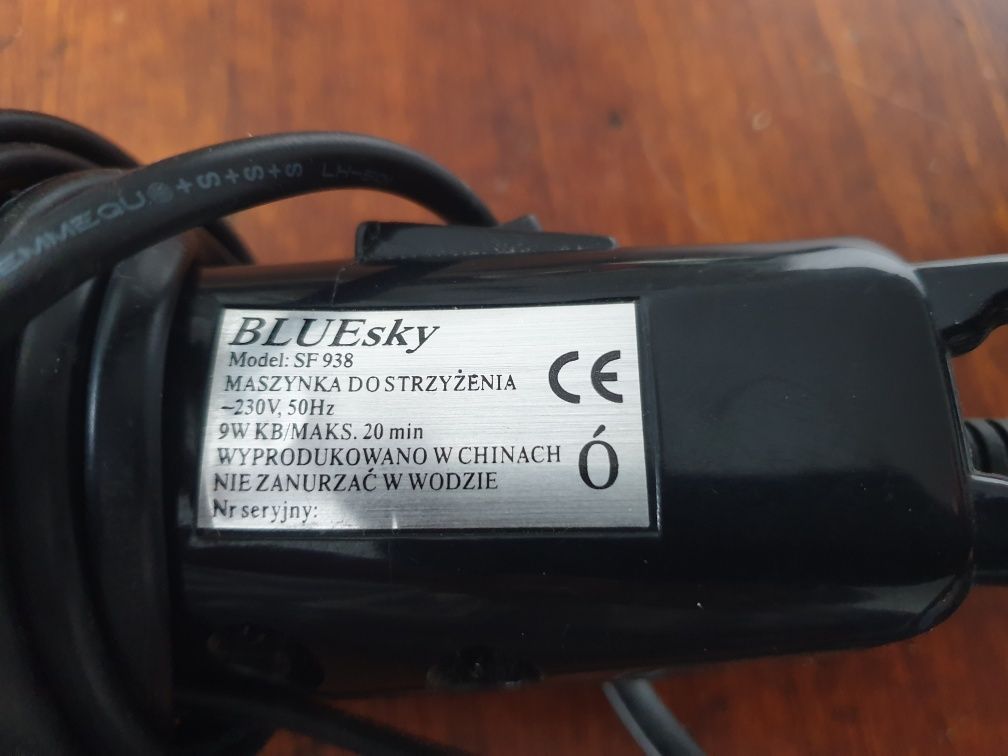 BLUEsky
Model: SF 938
MASZYNKA DO STRZYŻENIA
~230V, 50Hz
9W KB/MAKS. 20 min
WYPRODUKOWANO W CHINACH
NIE ZANURZAĆ W WODZIE
Nr seryjny:
CE
Ó
+S+S+S